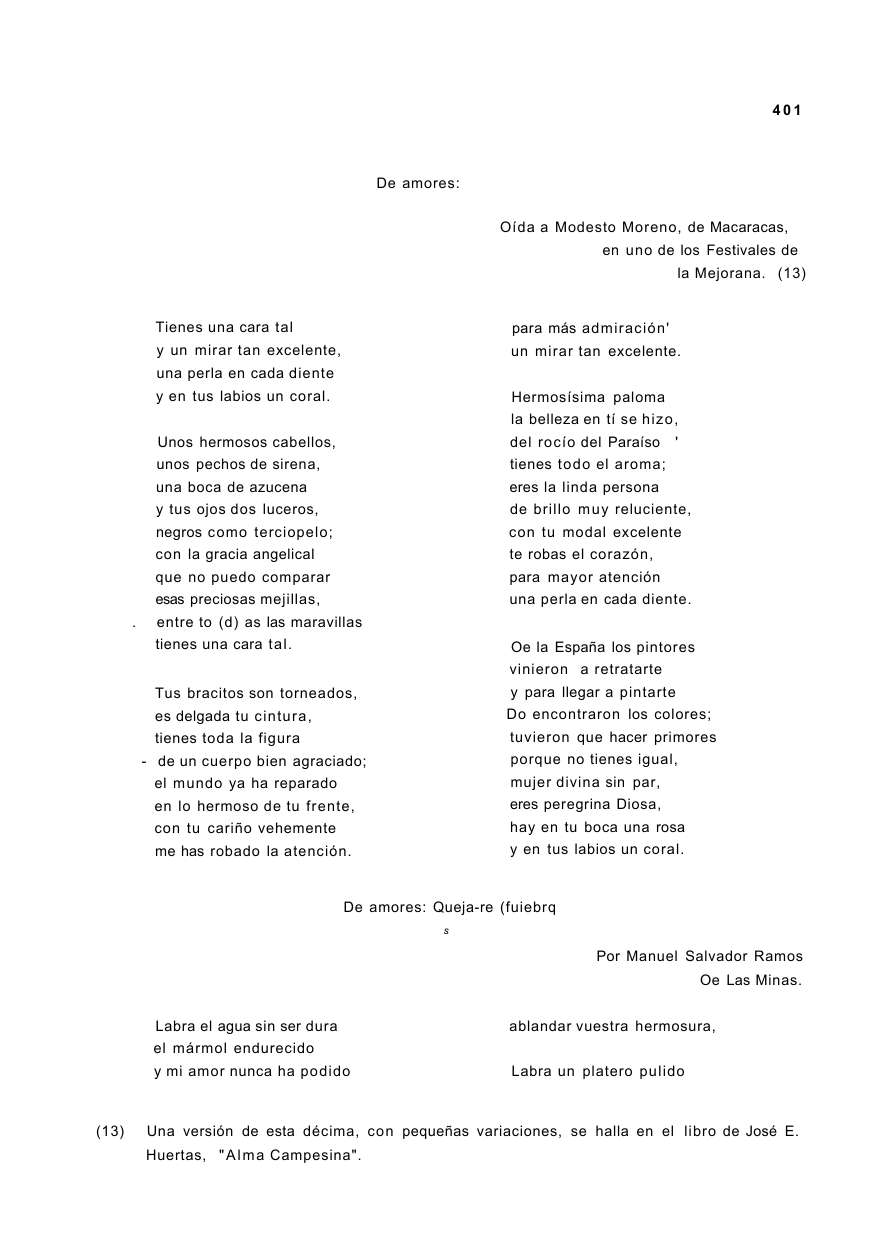 401
De amores:
Oída a Modesto Moreno, de Macaracas,
en uno de los Festivales de
la Mejorana. (13)
Tienes una cara tal
y un mirar tan excelente,
una perla en cada diente
y en tus labios un coral.
Unos hermosos cabellos,
unos pechos de sirena,
una boca de azucena
y tus ojos dos luceros,
negros como terciopelo;
con la gracia angelical
que no puedo comparar
esas preciosas mejillas,
. entre to (d) as las maravillas
tienes una cara tal.
Tus bracitos son torneados,
es delgada tu cintura,
tienes toda la figura
- de un cuerpo bien agraciado;
el mundo ya ha reparado
en lo hermoso de tu frente,
con tu cariño vehemente
me has robado la atención.
para más admiración'
un mirar tan excelente.
Hermosísima paloma
la belleza en tí se hizo,
del rocío del Paraíso '
tienes todo el aroma;
eres la linda persona
de brillo muy reluciente,
con tu modal excelente
te robas el corazón,
para mayor atención
una perla en cada diente.
Oe la España los pintores
vinieron a retratarte
y para llegar a pintarte
Do encontraron los colores;
tuvieron que hacer primores
porque no tienes igual,
mujer divina sin par,
eres peregrina Diosa,
hay en tu boca una rosa
y en tus labios un coral.
De amores: Queja-re (fuiebrq
s
Por Manuel Salvador Ramos
Oe Las Minas.
Labra el agua sin ser dura
el mármol endurecido
y mi amor nunca ha podido
ablandar vuestra hermosura,
Labra un platero pulido
(13) Una versión de esta décima, con pequeñas variaciones, se halla en el libro de José E.
Huertas, "Alma Campesina".